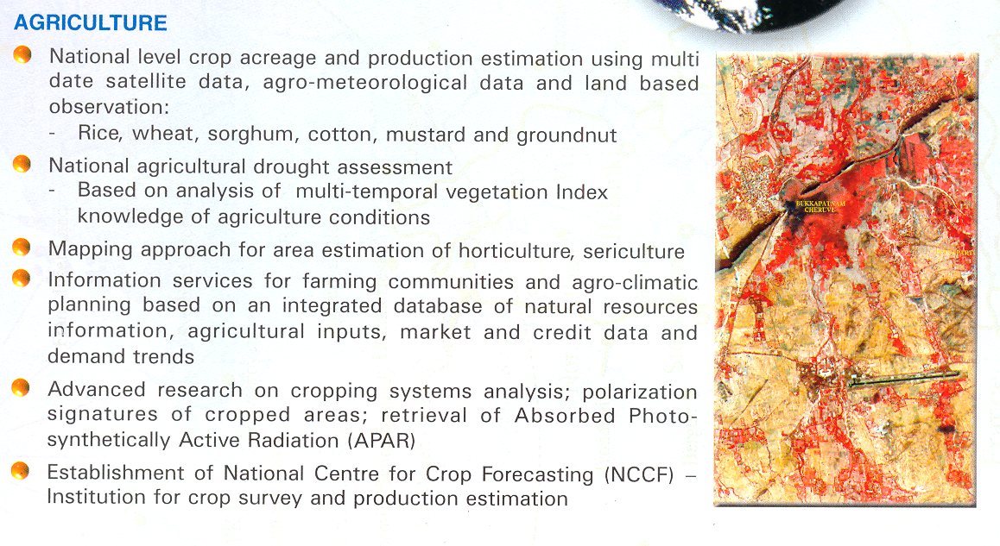 AGRICULTURE
National level crop acreage and production estimation using multi
date satellite data, agro-meteorological data and land based
observation:
- Rice, wheat, sorghum, cotton, mustard and groundnut
National agricultural drought assessment
- Based on analysis of multi-temporal vegetation Index
knowledge of agriculture conditions
Mapping approach for area estimation of horticulture, sericulture
Information services for farming communities and agro-climatic
planning based on an integrated database of natural resources
information, agricultural inputs, market and credit data and
demand trends
Advanced research on cropping systems analysis; polarization
signatures of cropped areas; retrieval of Absorbed Photo-
synthetically Active Radiation (APAR)
Establishment of National Centre for Crop Forecasting (NCCF) –
Institution for crop survey and production estimation
BUKKAPATNAM
CHERUVU